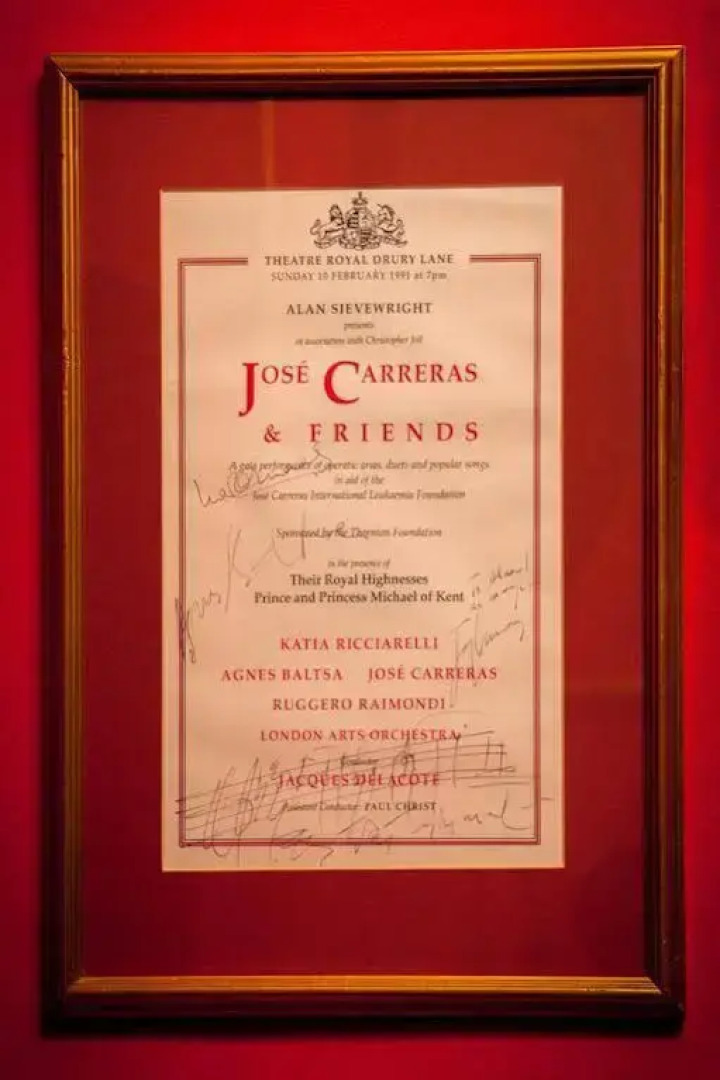 THEATRE ROYAL DRURY LANE
SUNDAY 10 FEBRUARY 1991 at 7pm
ALAN SIEVEWRIGHT
presents
in association with Christopher Jell
JOSÉ CARRERAS
& FRIENDS
A gala performance of operatic arias, duets and popular songs
in aid of the
José Carreras International Leukaemia Foundation
Sponsored by the Thornton Foundation
in the presence of
Their Royal Highnesses
Prince and Princess Michael of Kent
KATIA RICCIARELLI
AGNES BALTSA JOSÉ CARRERAS
RUGGERO RAIMONDI
LONDON ARTS ORCHESTRA
Conductor
JACQUES DELACOTE
Assistant Conductor PAUL CHRIST